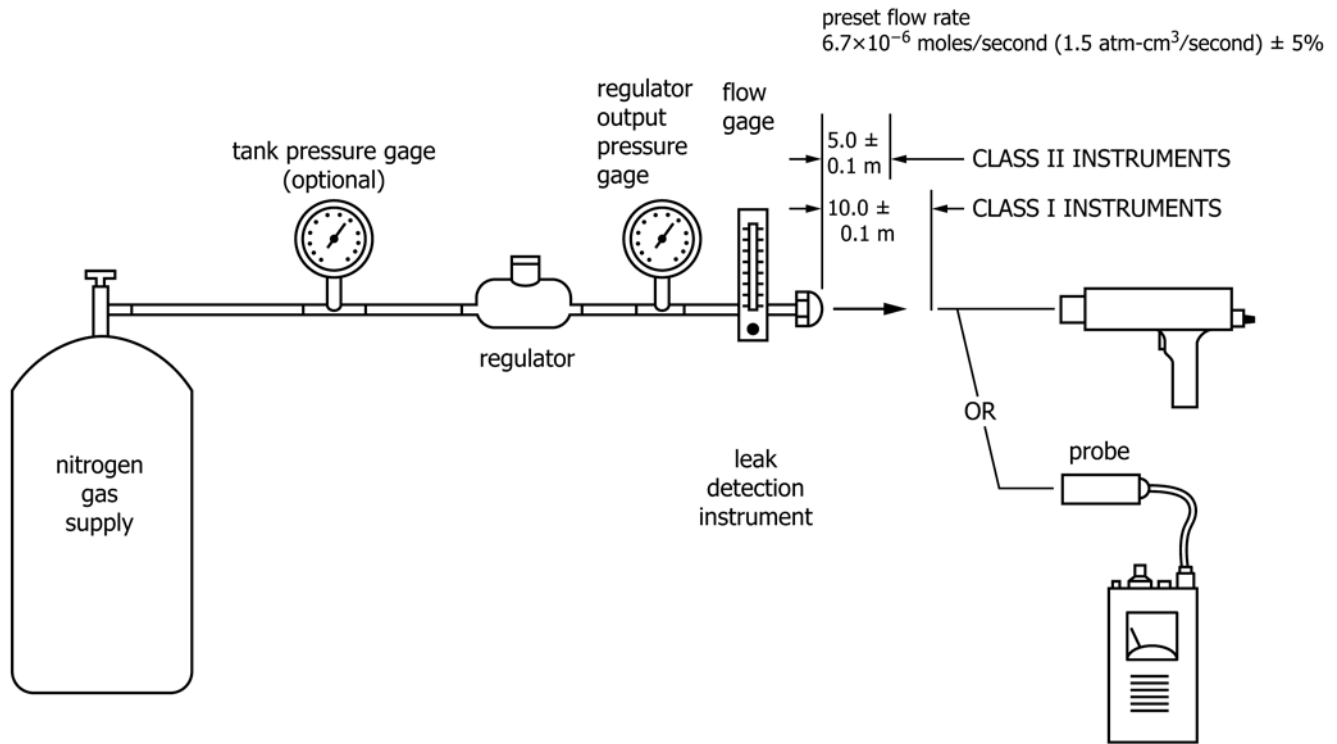 preset flow rate
6.7×10⁻⁶ moles/second (1.5 atm-cm³/second) ± 5%
regulator
output
pressure
gage
flow
gage
tank pressure gage
(optional)
5.0 ±
0.1 m
CLASS II INSTRUMENTS
10.0 ±
0.1 m
CLASS I INSTRUMENTS
regulator
OR
nitrogen
gas
supply
leak
detection
instrument
probe